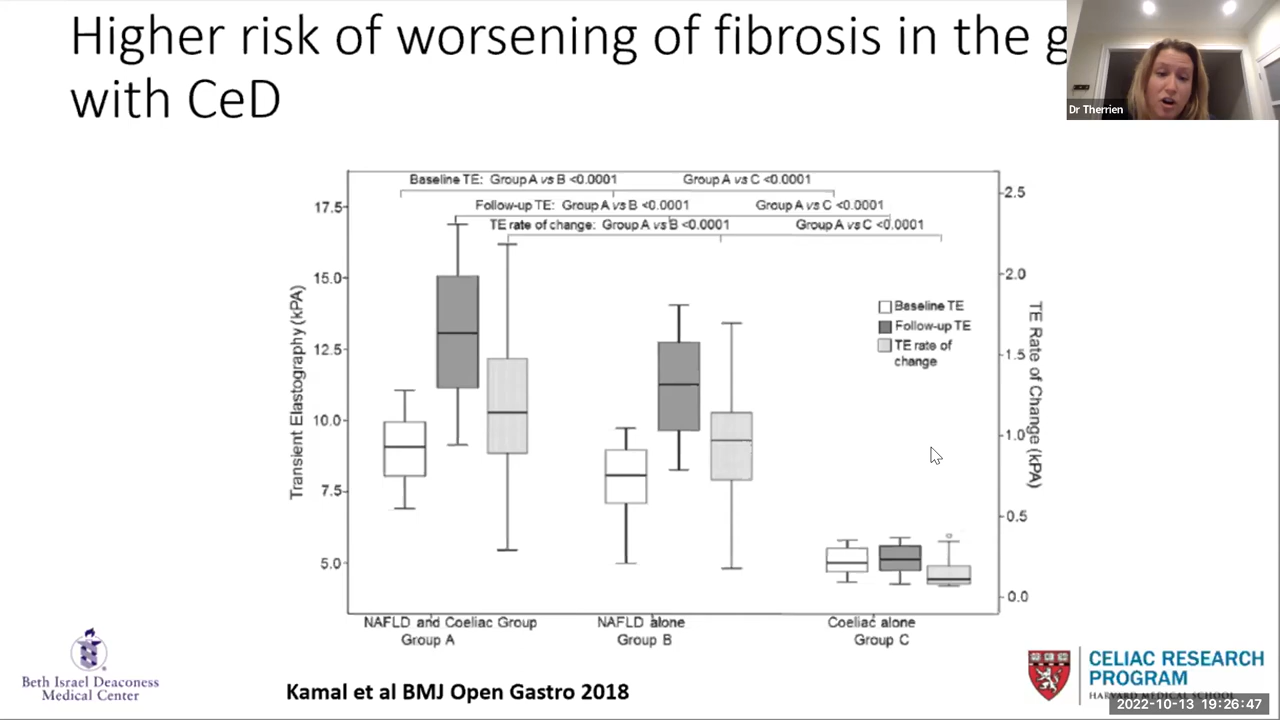 Higher risk of worsening of fibrosis in the g
with CeD
Dr Therrien
Baseline TE: Group A vs B <0.0001 Group A vs C <0.0001
Follow-up TE: Group A vs B <0.0001 Group A vs C <0.0001
TE rate of change: Group A vs B <0.0001 Group A vs C <0.0001
17.5
15.0
12.5
10.0
7.5
5.0
Transient Elastography (kPA)
2.5
2.0
1.5
1.0
0.5
0.0
TE Rate of Change (kPA)
Baseline TE
Follow-up TE
TE rate of
change
NAFLD and Coeliac Group NAFLD alone Coeliac alone
Group A Group B Group C
Beth Israel Deaconess
Medical Center
Kamal et al BMJ Open Gastro 2018
CELIAC RESEARCH
PROGRAM
HARVARD MEDICAL SCHOOL
2022-10-13 19:26:47